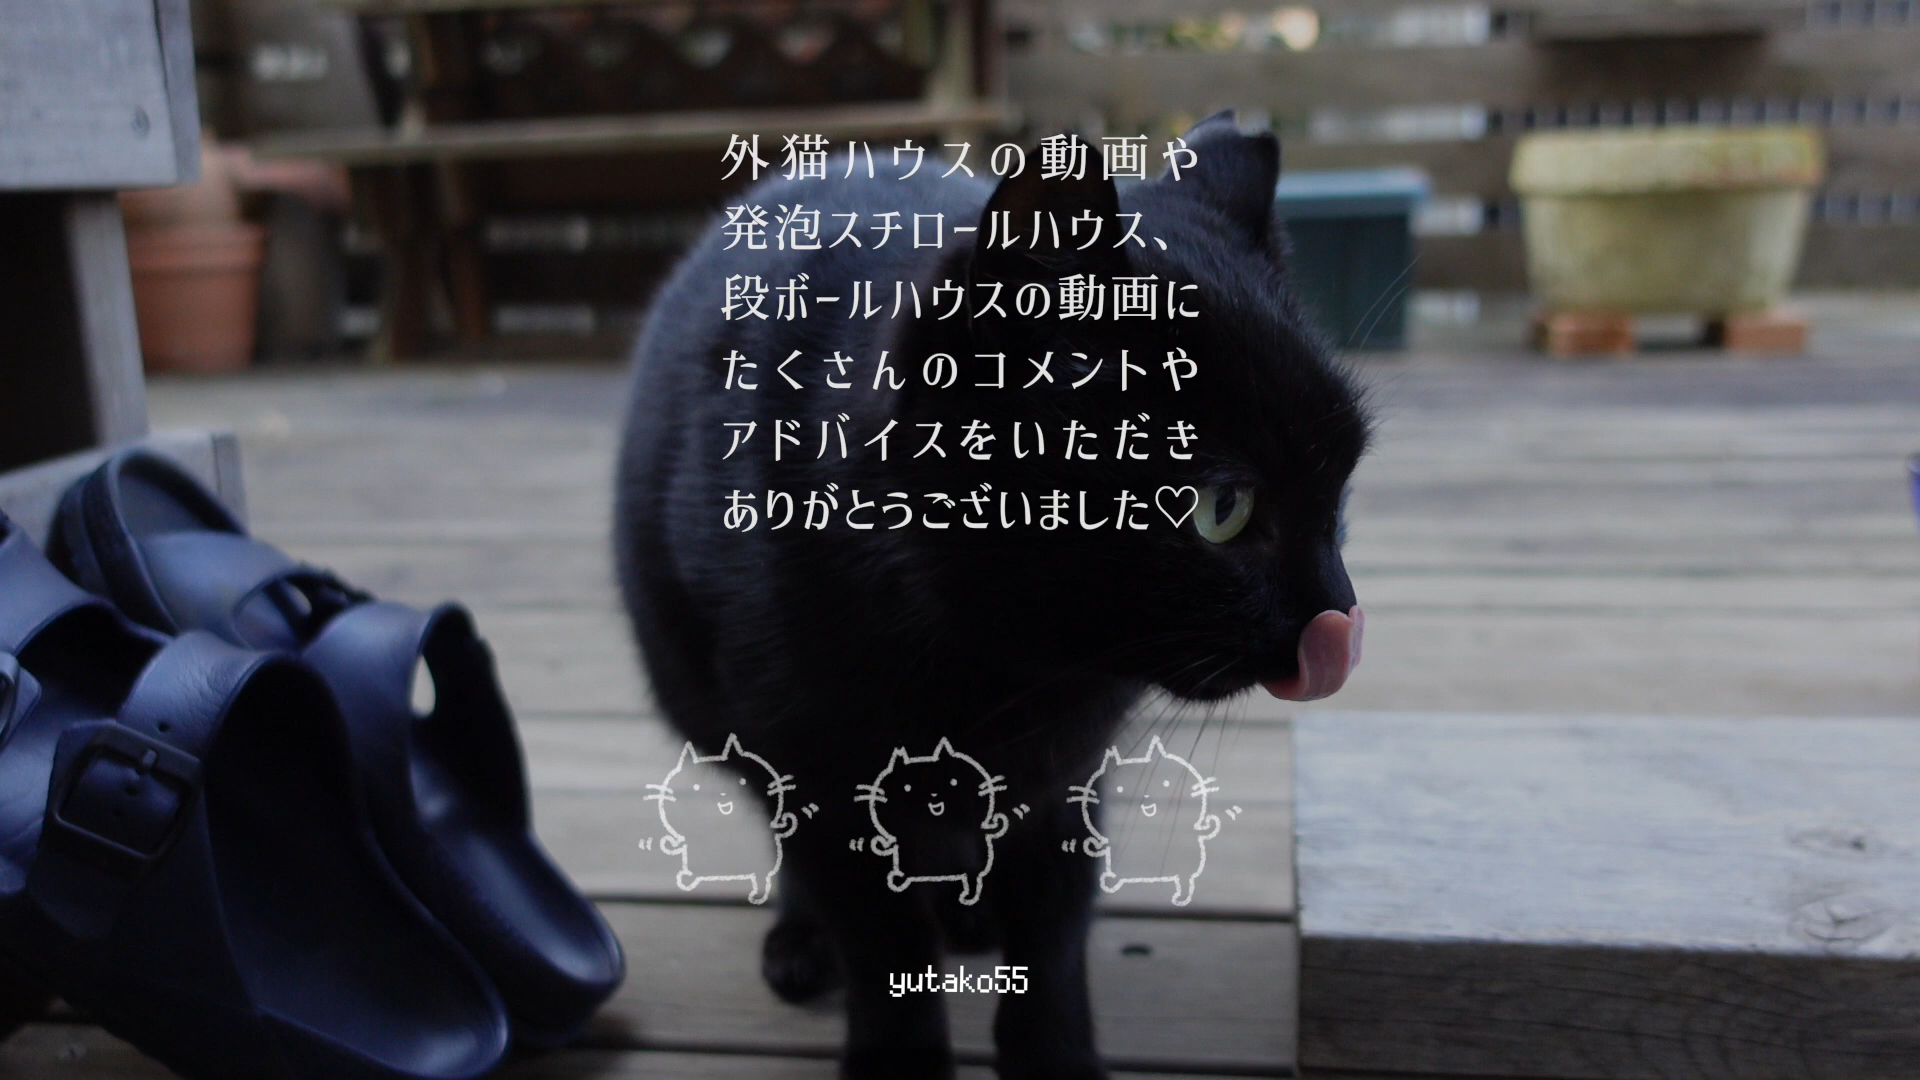 外猫ハウスの動画や
発泡スチロールハウス、
段ボールハウスの動画に
たくさんのコメントや
アドバイスをいただき
ありがとうございました♡
yutako55